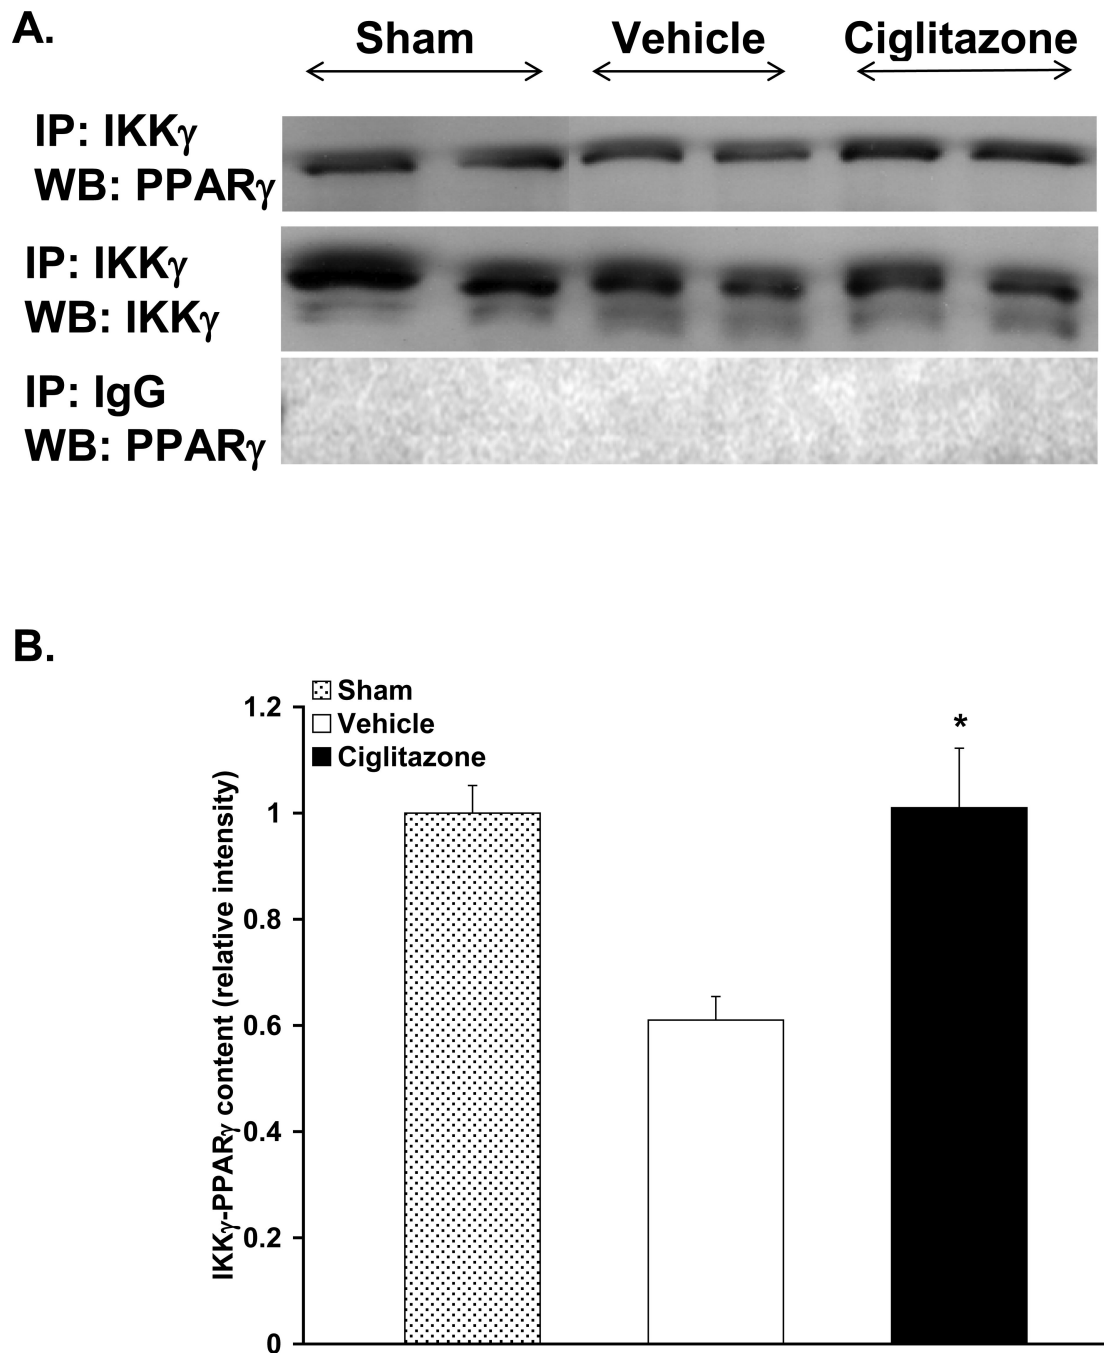 A.
Sham Vehicle Ciglitazone
IP: IKKγ
WB: PPARγ
IP: IKKγ
WB: IKKγ
IP: IgG
WB: PPARγ
B.
Sham
Vehicle
Ciglitazone
*
IKKγ-PPARγ content (relative intensity)
1.2
1
0.8
0.6
0.4
0.2
0